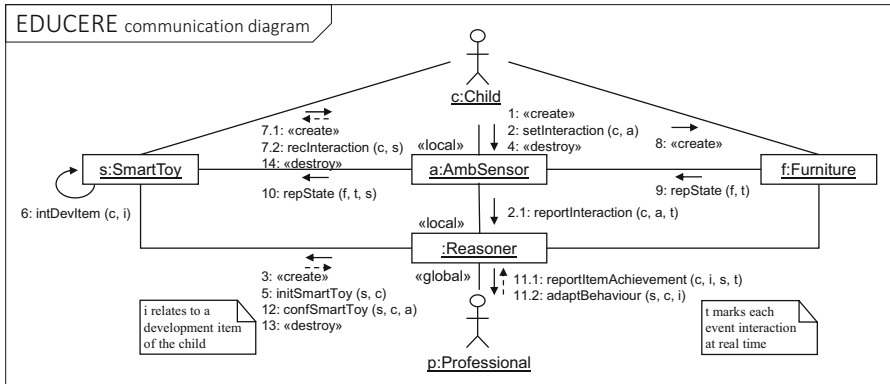 EDUCERE communication diagram
c:Child
7.1: «create»
7.2: recInteraction (c, s)
14: «destroy»
1: «create»
2: setInteraction (c, a)
4: «destroy»
8: «create»
«local»
s:SmartToy
a:AmbSensor
f:Furniture
6: intDevItem (c, i)
10: repState (f, t, s)
9: repState (f, t)
2.1: reportInteraction (c, a, t)
«local»
:Reasoner
«global»
3: «create»
5: initSmartToy (s, c)
12: confSmartToy (s, c, a)
13: «destroy»
11.1: reportItemAchievement (c, i, s, t)
11.2: adaptBehaviour (s, c, i)
i relates to a
development item
of the child
t marks each
event interaction
at real time
p:Professional